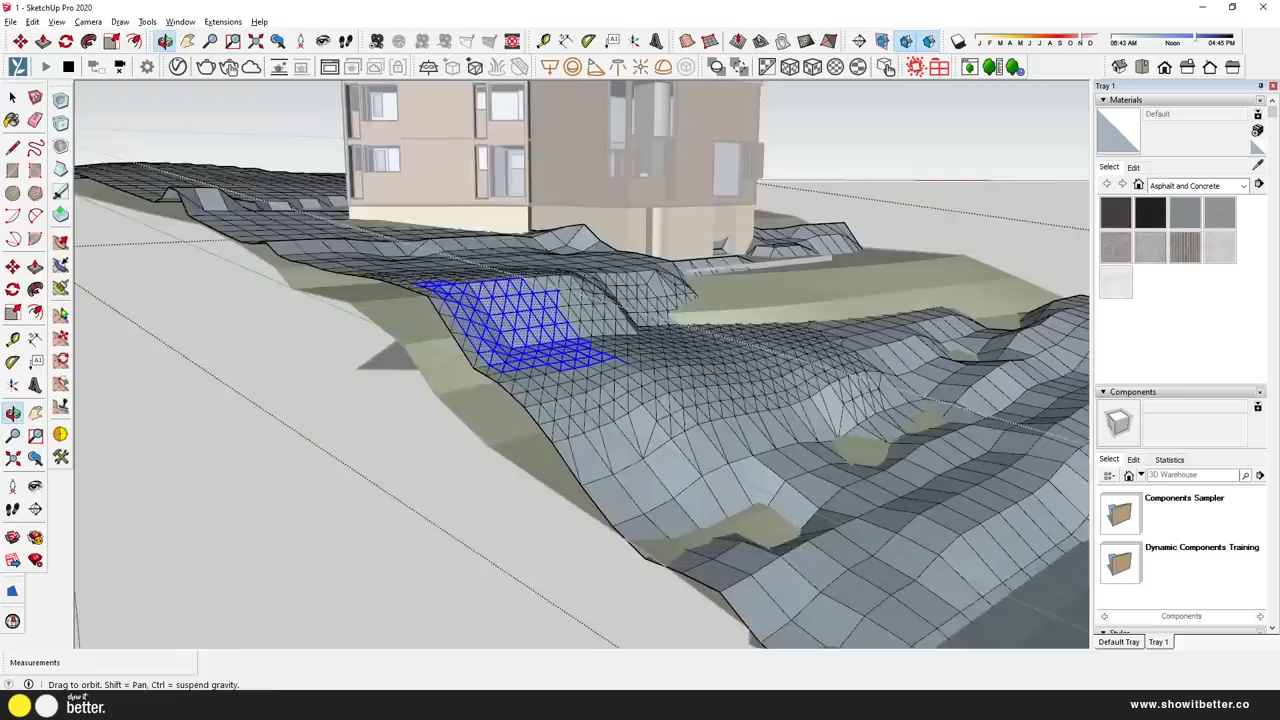 1 - SketchUp Pro 2020
File Edit View Camera Draw Tools Window Extensions Help
J F M A M J J A S O N D
06:43 AM Noon 04:45 PM
Tray 1
Materials
Default
Select Edit
Asphalt and Concrete
Components
Select Edit Statistics
3D Warehouse
Components Sampler
Dynamic Components Training
Components
Default Tray Tray 1
Measurements
Drag to orbit. Shift = Pan, Ctrl = suspend gravity.
show it
better.
www.showitbetter.co